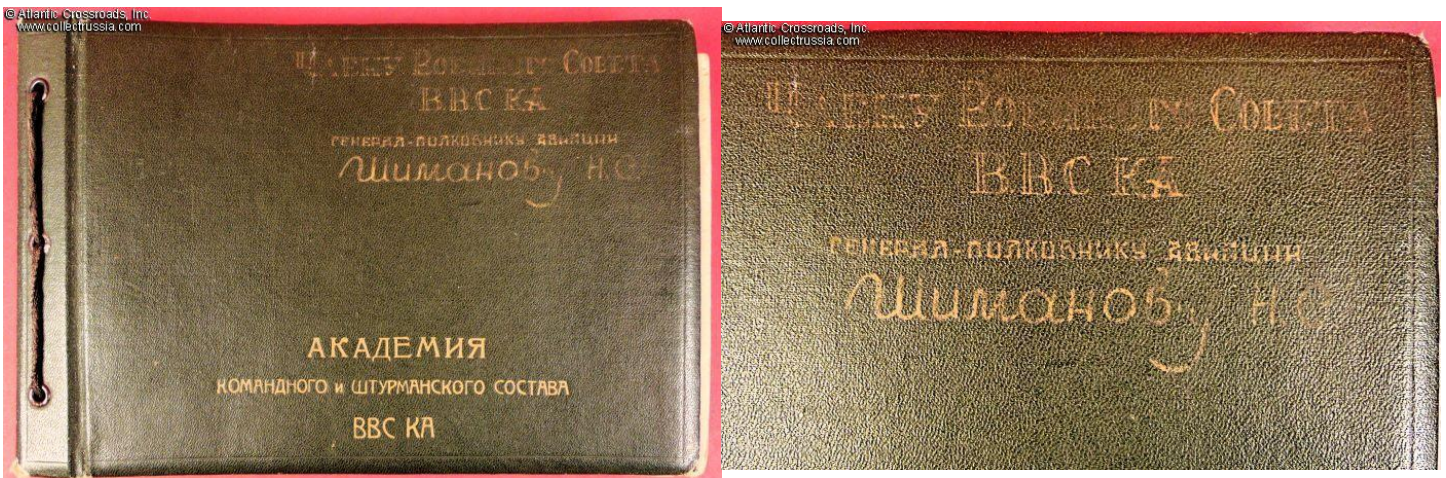 © Atlantic Crossroads, Inc.
www.collectrussia.com
Члену Военного Совета
ВВС КА
генерал-полковнику авиации
Шиманову Н.С.
АКАДЕМИЯ
КОМАНДНОГО и ШТУРМАНСКОГО СОСТАВА
ВВС КА
© Atlantic Crossroads, Inc.
www.collectrussia.com
Члену Военного Совета
ВВС КА
генерал-полковнику авиации
Шиманову Н.С.